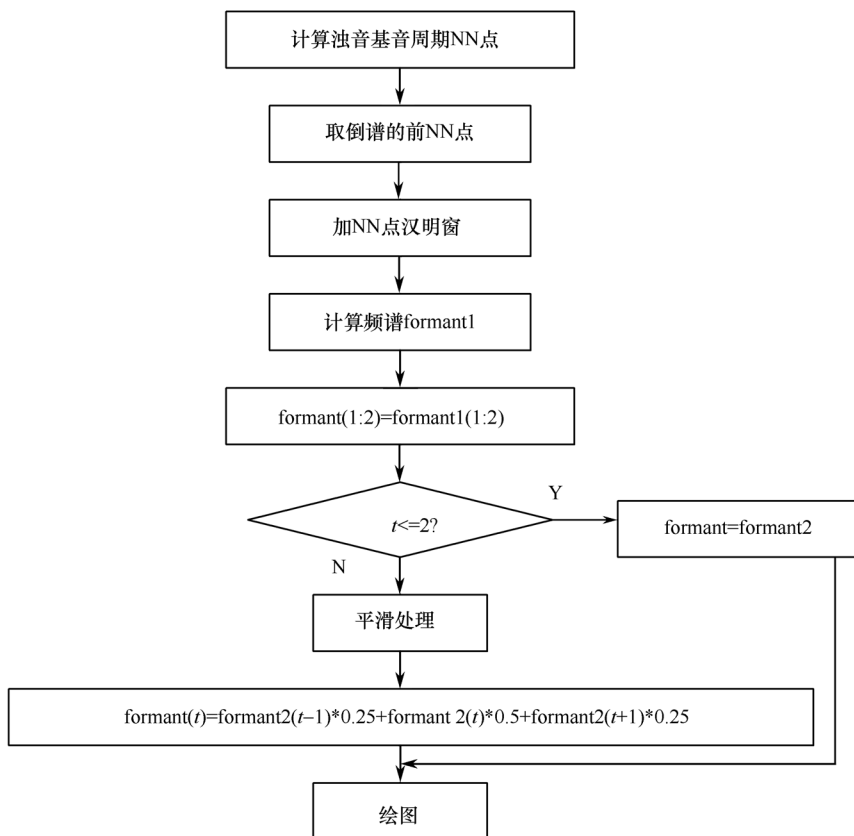 计算浊音基音周期NN点
取倒谱的前NN点
加NN点汉明窗
计算频谱formant1
formant(1:2)=formant1(1:2)
t<=2?
Y
formant=formant2
N
平滑处理
formant(t)=formant2(t−1)*0.25+formant 2(t)*0.5+formant2(t+1)*0.25
绘图